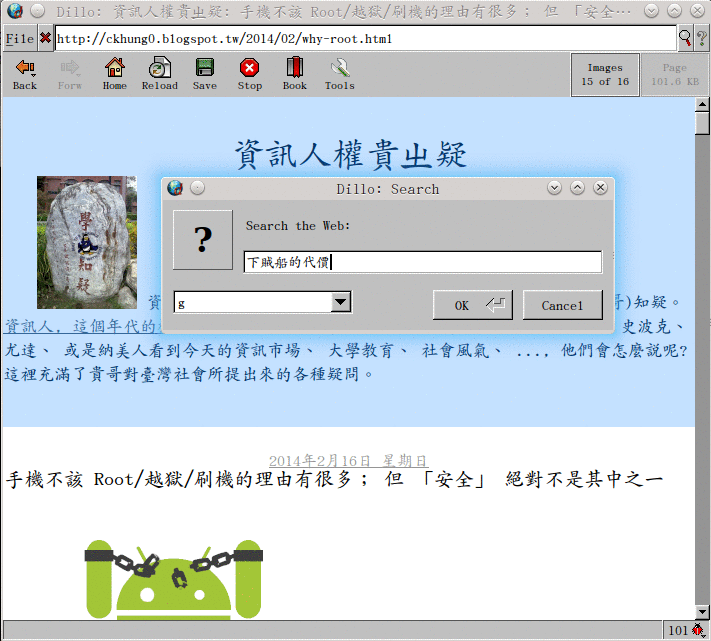 Dillo: 資訊人權貴出疑: 手機不該 Root/越獄/刷機的理由有很多； 但 「安全…
File
http://ckhung0.blogspot.tw/2014/02/why-root.html
?
Back Forw Home Reload Save Stop Book Tools
Images
15 of 16
Page
101.6 KB
資訊人權貴出疑
Dillo: Search
?
Search the Web:
下賊船的代價
g
OK
Cancel
學
知
疑
資
哥)知疑。
資訊人, 這個年代的
史波克、
尤達、 或是納美人看到今天的資訊市場、 大學教育、 社會風氣、 ..., 他們會怎麼說呢?
這裡充滿了貴哥對臺灣社會所提出來的各種疑問。
2014年2月16日 星期日
手機不該 Root/越獄/刷機的理由有很多； 但 「安全」 絕對不是其中之一
101